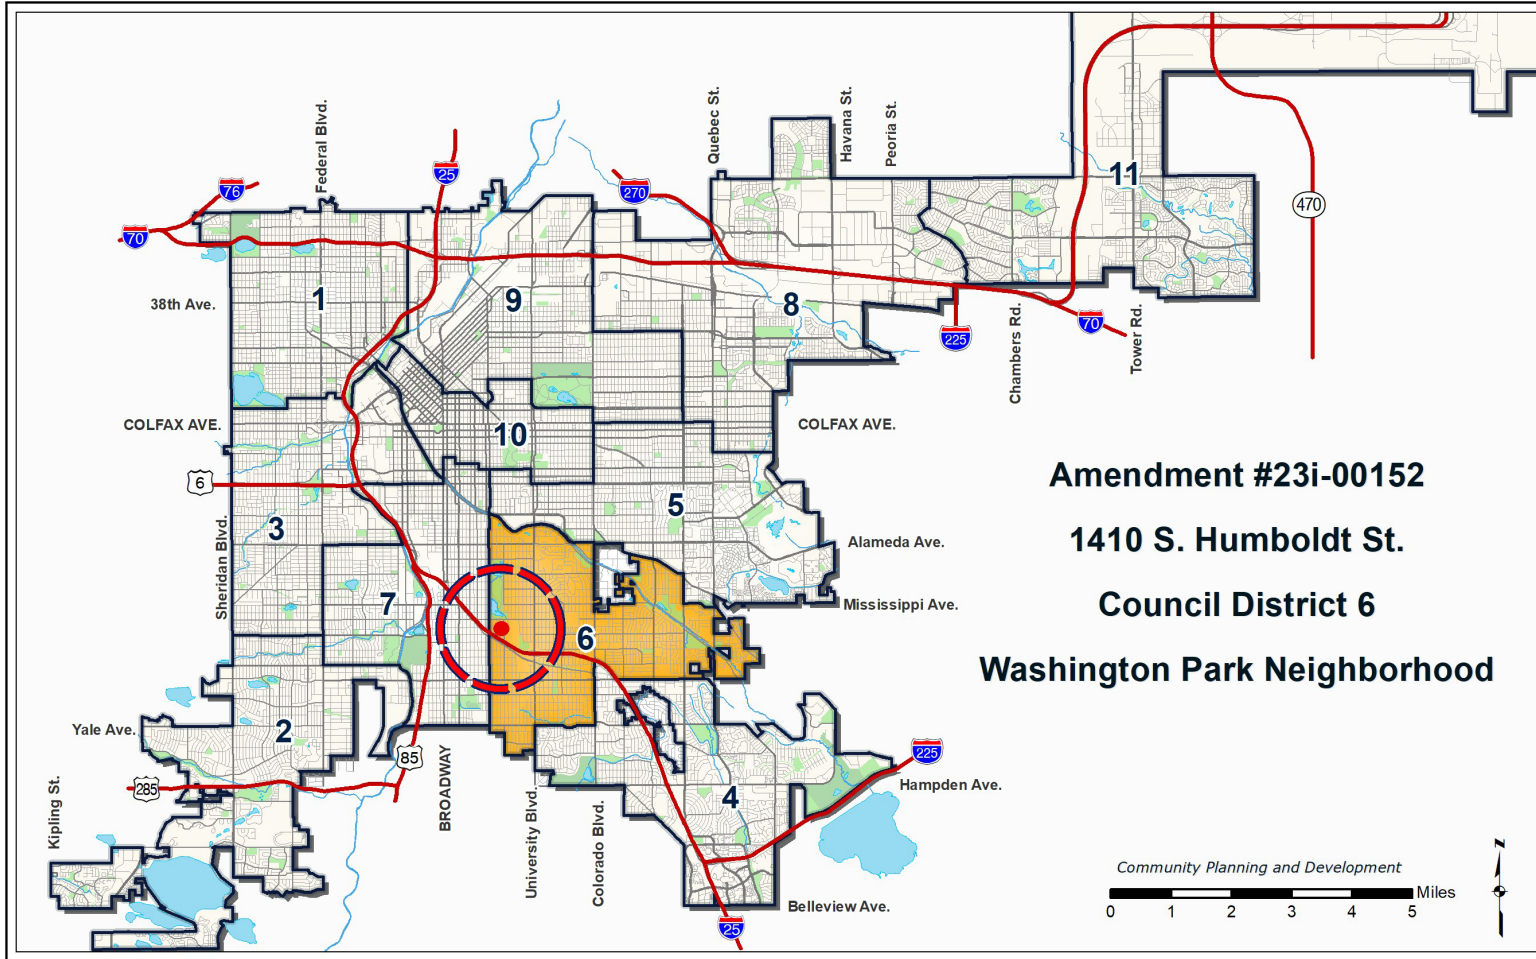 Federal Blvd.
Quebec St.
Havana St.
Peoria St.
76
25
270
70
11
470
38th Ave.
1
9
8
225
70
Chambers Rd.
Tower Rd.
COLFAX AVE.
10
COLFAX AVE.
6
3
5
Sheridan Blvd.
Alameda Ave.
7
Mississippi Ave.
6
Amendment #23i-00152
1410 S. Humboldt St.
Council District 6
Washington Park Neighborhood
Yale Ave.
2
85
BROADWAY
225
285
Hampden Ave.
Kipling St.
University Blvd.
Colorado Blvd.
4
Belleview Ave.
25
Community Planning and Development
Miles
0 1 2 3 4 5
Z